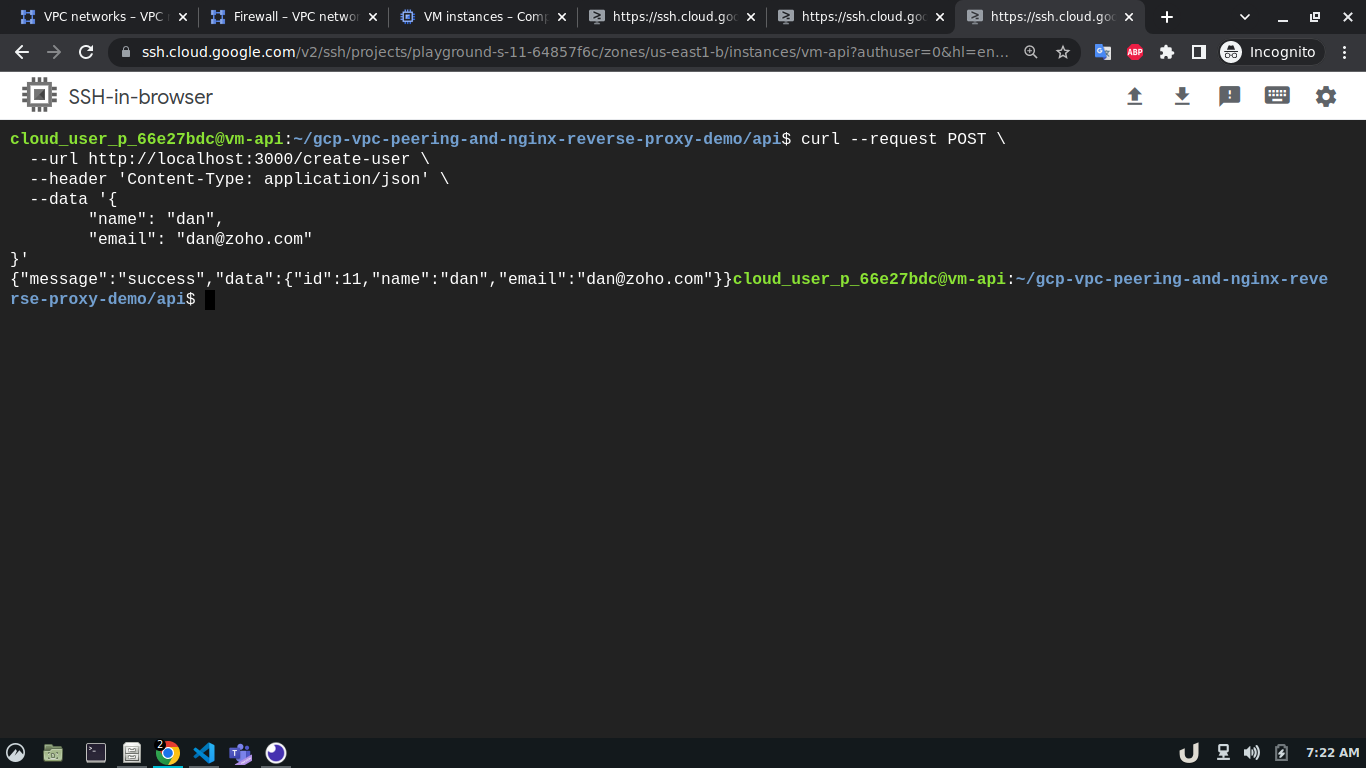 VPC networks – VPC
Firewall – VPC netwo
VM instances – Comp
https://ssh.cloud.goo
https://ssh.cloud.goo
https://ssh.cloud.goo
ssh.cloud.google.com/v2/ssh/projects/playground-s-11-64857f6c/zones/us-east1-b/instances/vm-api?authuser=0&hl=en...
ABP
Incognito
SSH-in-browser
cloud_user_p_66e27bdc@vm-api:~/gcp-vpc-peering-and-nginx-reverse-proxy-demo/api$ curl --request POST \
  --url http://localhost:3000/create-user \
  --header 'Content-Type: application/json' \
  --data '{
        "name": "dan",
        "email": "dan@zoho.com"
}'
{"message":"success","data":{"id":11,"name":"dan","email":"dan@zoho.com"}}cloud_user_p_66e27bdc@vm-api:~/gcp-vpc-peering-and-nginx-reve
rse-proxy-demo/api$
2
7:22 AM